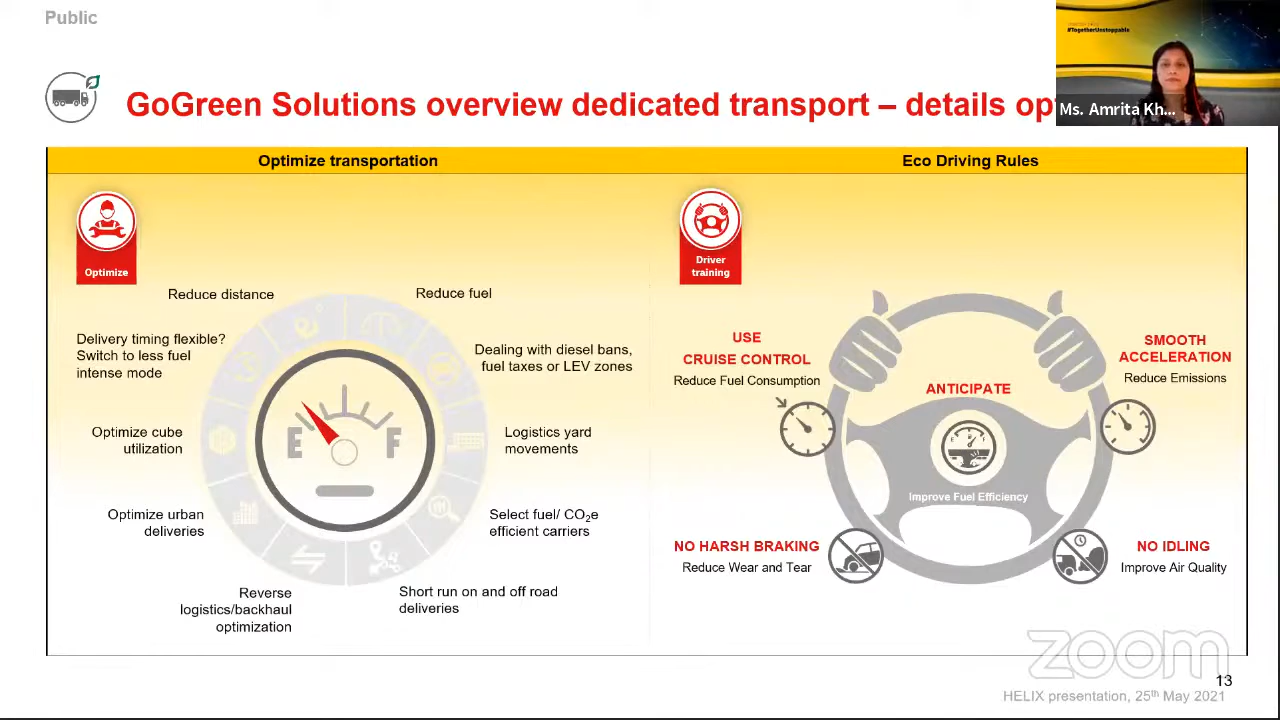 Public
#TogetherUnstoppable
Ms. Amrita Kh...
GoGreen Solutions overview dedicated transport – details op
Optimize transportation
Optimize
Reduce distance
Reduce fuel
Delivery timing flexible?
Switch to less fuel
intense mode
Dealing with diesel bans,
fuel taxes or LEV zones
Optimize cube
utilization
Logistics yard
movements
Optimize urban
deliveries
Select fuel/ CO₂e
efficient carriers
Reverse
logistics/backhaul
optimization
Short run on and off road
deliveries
E F
Eco Driving Rules
Driver
training
USE
CRUISE CONTROL
Reduce Fuel Consumption
SMOOTH
ACCELERATION
Reduce Emissions
ANTICIPATE
Improve Fuel Efficiency
NO HARSH BRAKING
Reduce Wear and Tear
NO IDLING
Improve Air Quality
zoom
13
HELIX presentation, 25th May 2021